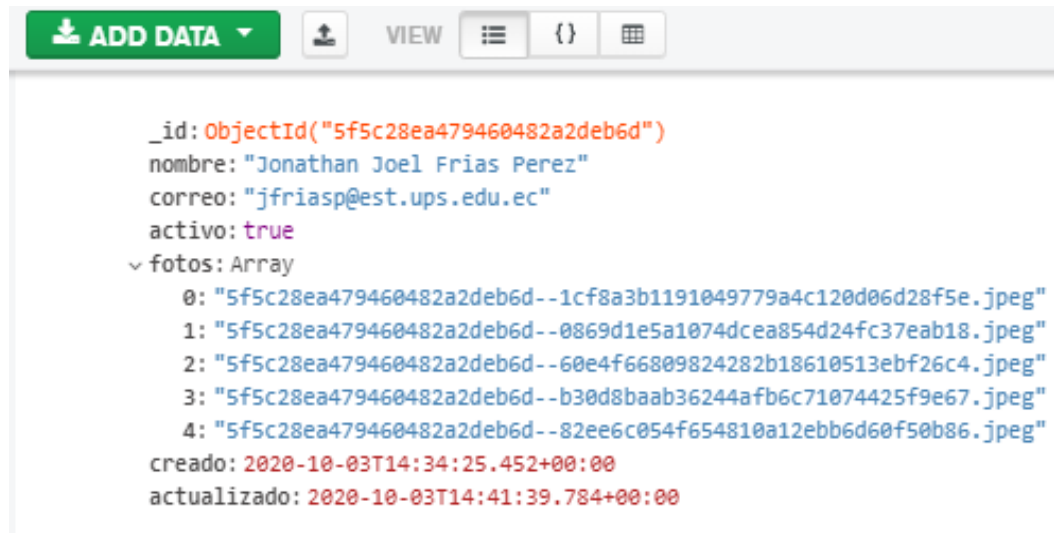 ADD DATA VIEW {}
_id: ObjectId("5f5c28ea479460482a2deb6d")
nombre: "Jonathan Joel Frias Perez"
correo: "jfriasp@est.ups.edu.ec"
activo: true
fotos: Array
0: "5f5c28ea479460482a2deb6d--1cf8a3b1191049779a4c120d06d28f5e.jpeg"
1: "5f5c28ea479460482a2deb6d--0869d1e5a1074dcea854d24fc37eab18.jpeg"
2: "5f5c28ea479460482a2deb6d--60e4f66809824282b18610513ebf26c4.jpeg"
3: "5f5c28ea479460482a2deb6d--b30d8baab36244afb6c71074425f9e67.jpeg"
4: "5f5c28ea479460482a2deb6d--82ee6c054f654810a12ebb6d60f50b86.jpeg"
creado: 2020-10-03T14:34:25.452+00:00
actualizado: 2020-10-03T14:41:39.784+00:00